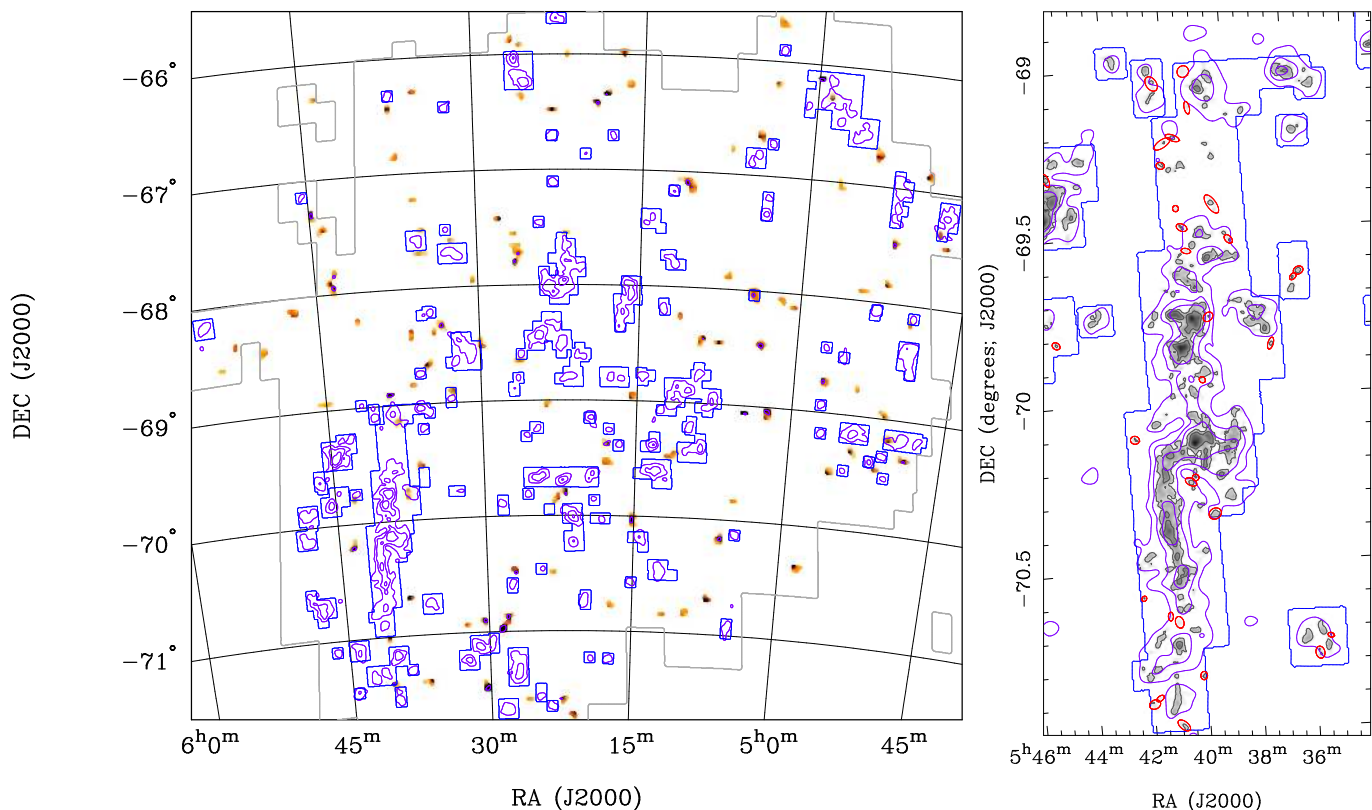 DEC (J2000)
−66°
−67°
−68°
−69°
−70°
−71°
6ʰ0ᵐ 45ᵐ 30ᵐ 15ᵐ 5ʰ0ᵐ 45ᵐ
RA (J2000)
DEC (degrees; J2000)
−69
−69.5
−70
−70.5
5ʰ46ᵐ 44ᵐ 42ᵐ 40ᵐ 38ᵐ 36ᵐ
RA (J2000)